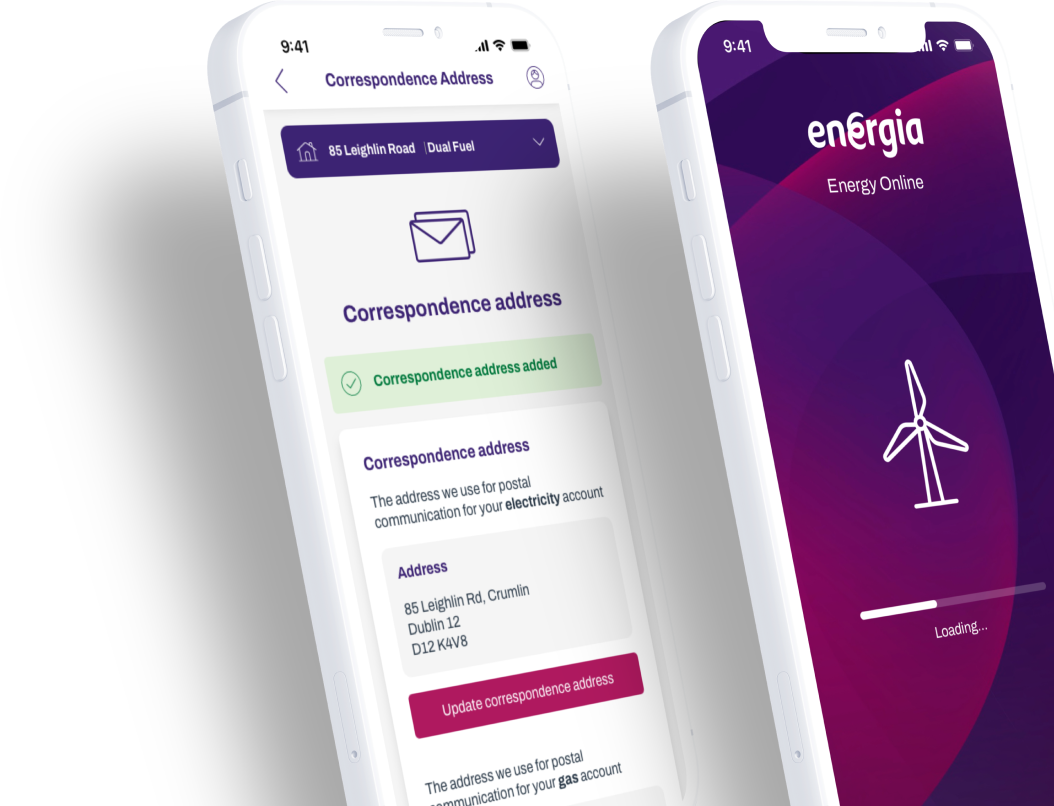 9:41
Correspondence Address
85 Leighlin Road | Dual Fuel
Correspondence address
Correspondence address added
Correspondence address
The address we use for postal
communication for your electricity account
Address
85 Leighlin Rd, Crumlin
Dublin 12
D12 K4V8
Update correspondence address
The address we use for postal
communication for your gas account
9:41
energia
Energy Online
Loading...